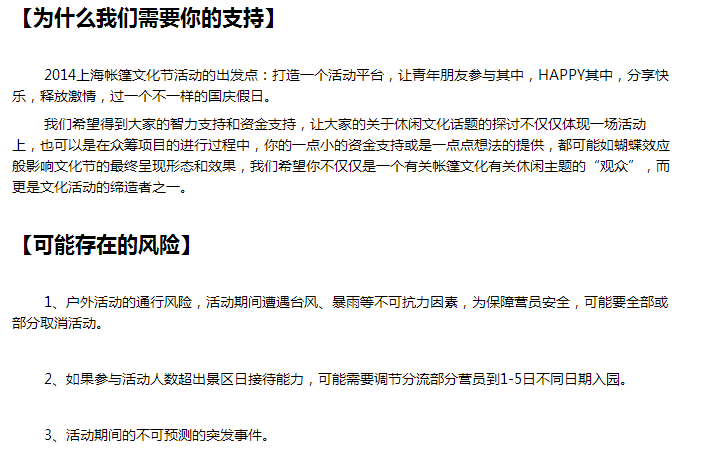 【为什么我们需要你的支持】
2014上海帐篷文化节活动的出发点：打造一个活动平台，让青年朋友参与其中，HAPPY其中，分享快
乐，释放激情，过一个不一样的国庆假日。
我们希望得到大家的智力支持和资金支持，让大家的关于休闲文化话题的探讨不仅仅体现一场活动
上，也可以是在众筹项目的进行过程中，你的一点小的资金支持或是一点点想法的提供，都可能如蝴蝶效应
般影响文化节的最终呈现形态和效果，我们希望你不仅仅是一个有关帐篷文化有关休闲主题的“观众”，而
更是文化活动的缔造者之一。
【可能存在的风险】
1、户外活动的通行风险，活动期间遭遇台风、暴雨等不可抗力因素，为保障营员安全，可能要全部或
部分取消活动。
2、如果参与活动人数超出景区日接待能力，可能需要调节分流部分营员到1-5日不同日期入园。
3、活动期间的不可预测的突发事件。